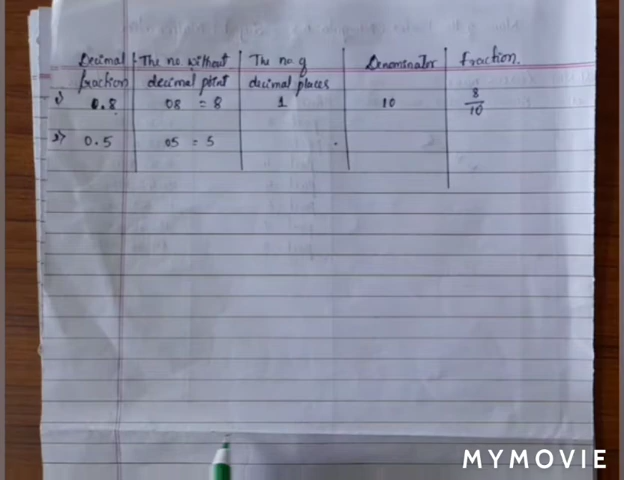 Decimal The no. without The no. of Denominator fraction.
fraction decimal point decimal places
1) 0.8 08 = 8 1 10 8/10
2) 0.5 05 = 5
MYMOVIE